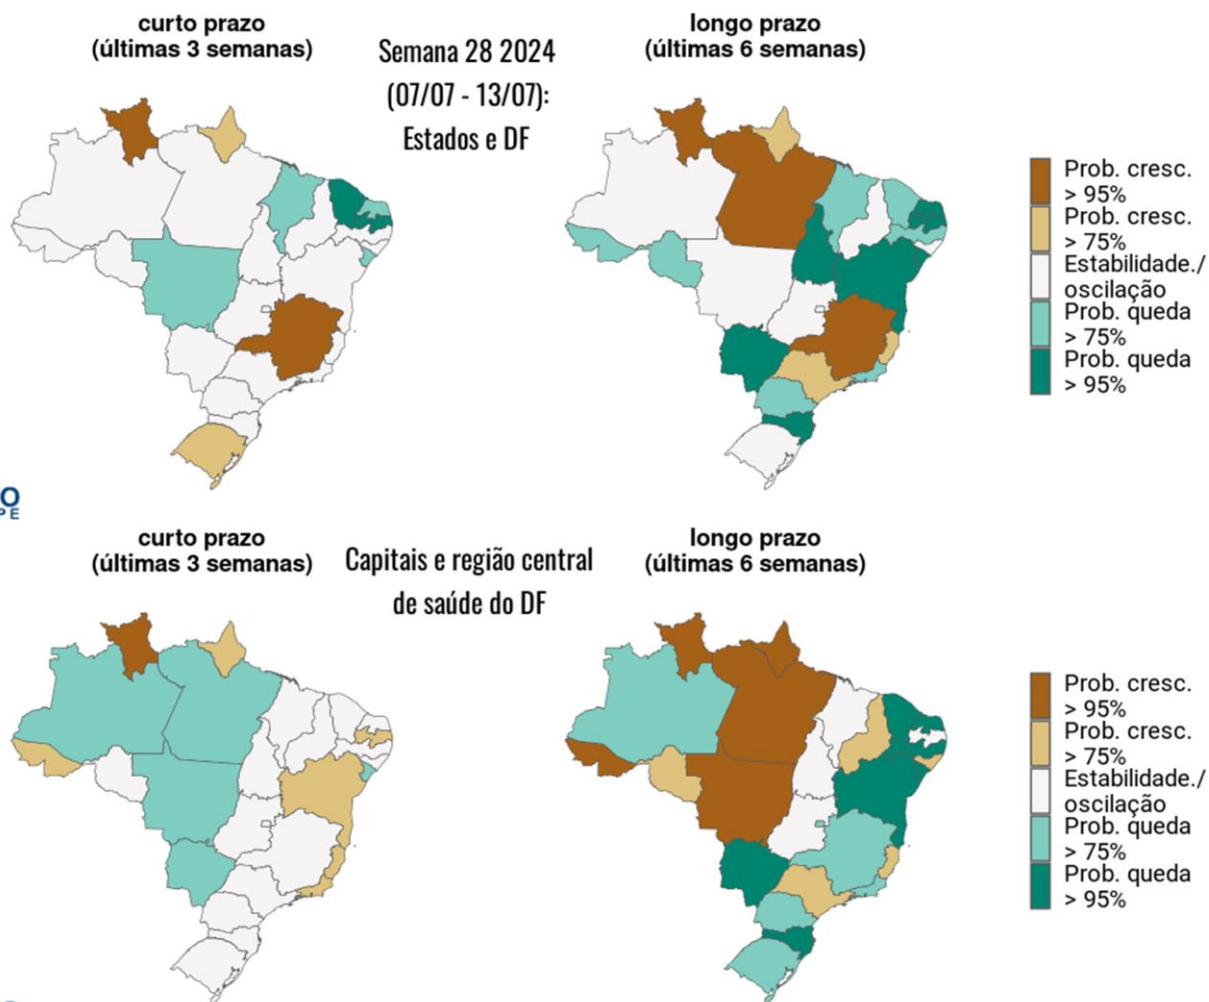 curto prazo
(últimas 3 semanas)
Semana 28 2024
(07/07 - 13/07):
Estados e DF
longo prazo
(últimas 6 semanas)
Prob. cresc.
> 95%
Prob. cresc.
> 75%
Estabilidade./
oscilação
Prob. queda
> 75%
Prob. queda
> 95%
O
PE
curto prazo
(últimas 3 semanas)
Capitais e região central
de saúde do DF
longo prazo
(últimas 6 semanas)
Prob. cresc.
> 95%
Prob. cresc.
> 75%
Estabilidade./
oscilação
Prob. queda
> 75%
Prob. queda
> 95%